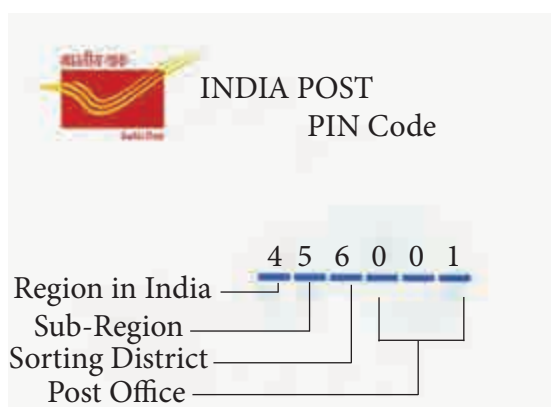 भारतीय डाक
INDIA POST
PIN Code
4 5 6 0 0 1
Region in India
Sub-Region
Sorting District
Post Office